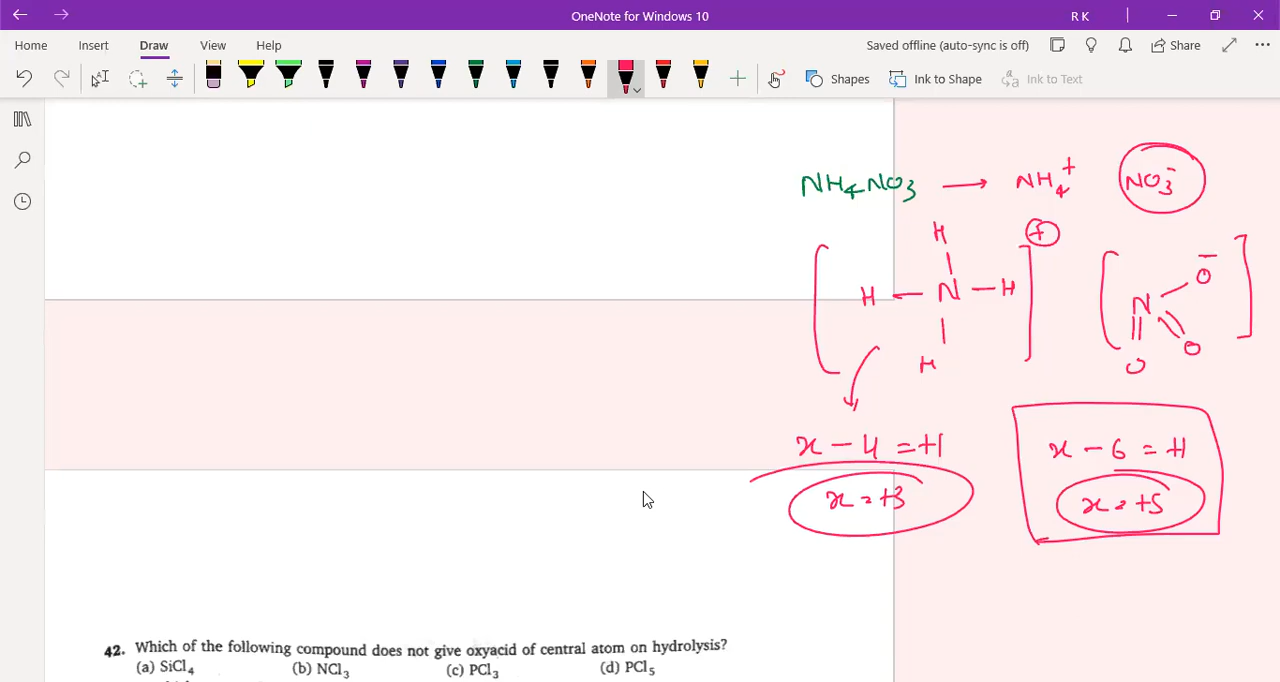 OneNote for Windows 10
R K
Home Insert Draw View Help
Saved offline (auto-sync is off)
Share
Shapes Ink to Shape Ink to Text
NH4NO3 → NH4+ NO3-
H
+
H - N - H
H
N O-
O O
x - 4 = +1
x = +3
x - 6 = +1
x = +5
42. Which of the following compound does not give oxyacid of central atom on hydrolysis?
(a) SiCl4 (b) NCl3 (c) PCl3 (d) PCl5